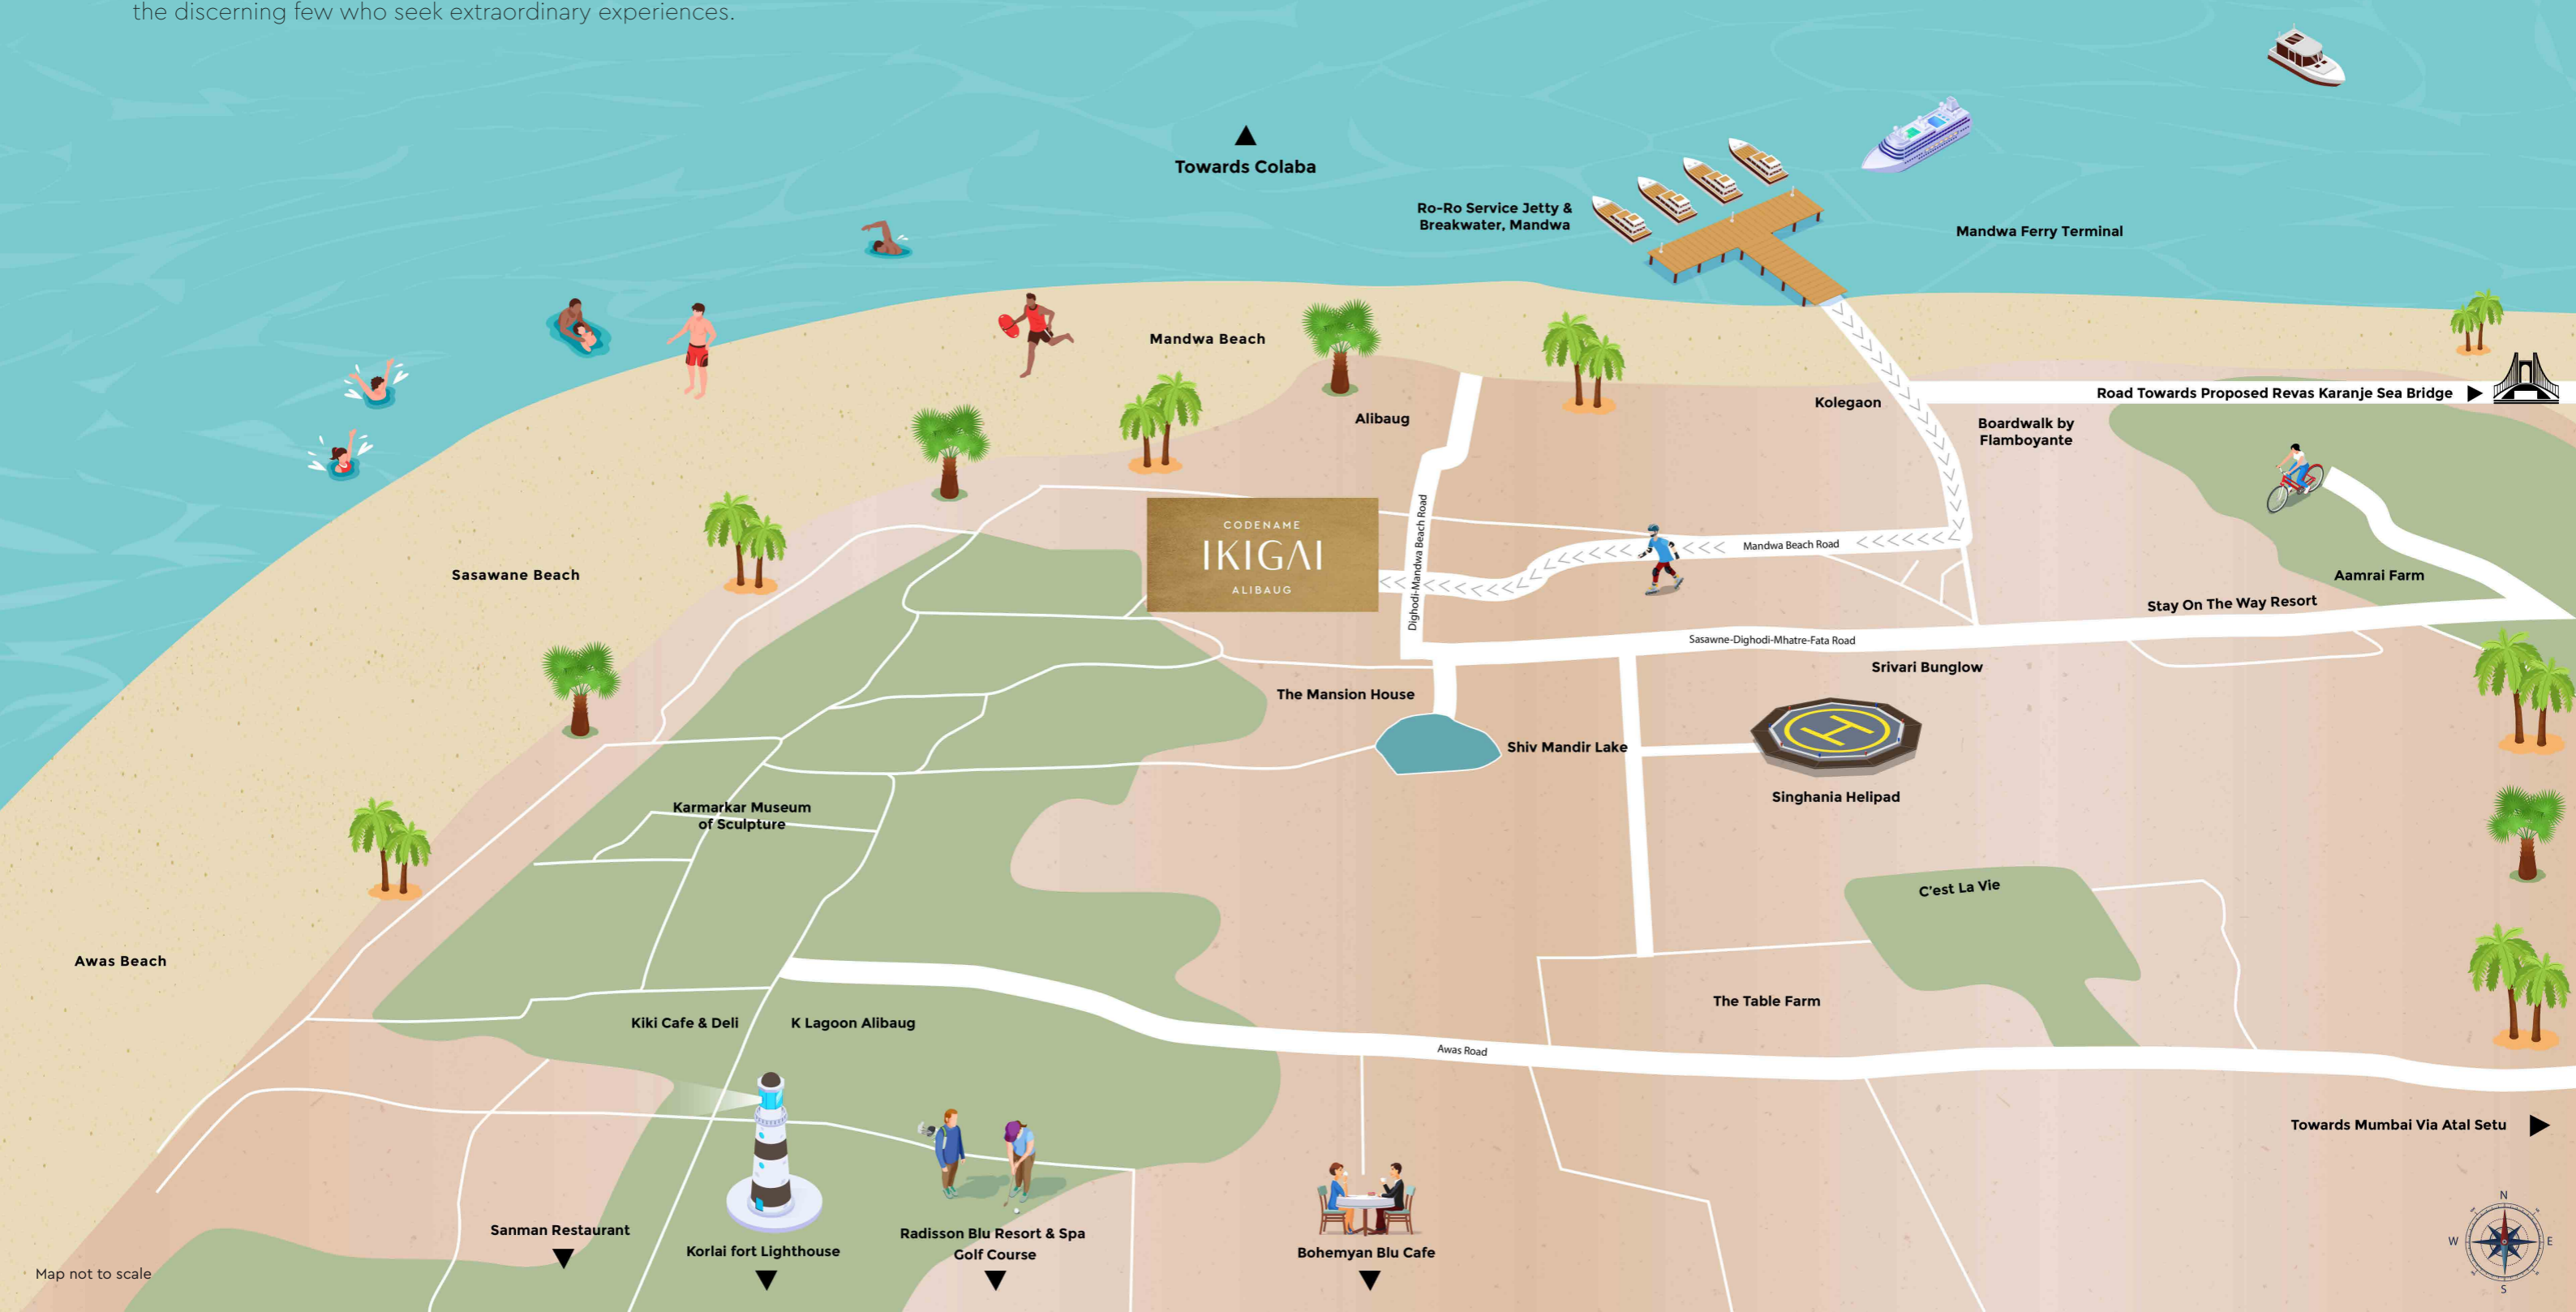 the discerning few who seek extraordinary experiences.
Towards Colaba
Ro-Ro Service Jetty &
Breakwater, Mandwa
Mandwa Ferry Terminal
Mandwa Beach
Road Towards Proposed Revas Karanje Sea Bridge
Kolegaon
Alibaug
Boardwalk by
Flamboyante
CODENAME
IKIGAI
ALIBAUG
Dighodi-Mandwa Beach Road
Mandwa Beach Road
Sasawane Beach
Aamrai Farm
Stay On The Way Resort
Sasawne-Dighodi-Mhatre-Fata Road
Srivari Bunglow
The Mansion House
Shiv Mandir Lake
Singhania Helipad
H
Karmarkar Museum
of Sculpture
C'est La Vie
Awas Beach
The Table Farm
Kiki Cafe & Deli
K Lagoon Alibaug
Awas Road
Towards Mumbai Via Atal Setu
Sanman Restaurant
Korlai fort Lighthouse
Radisson Blu Resort & Spa
Golf Course
Bohemyan Blu Cafe
N
W
E
S
Map not to scale